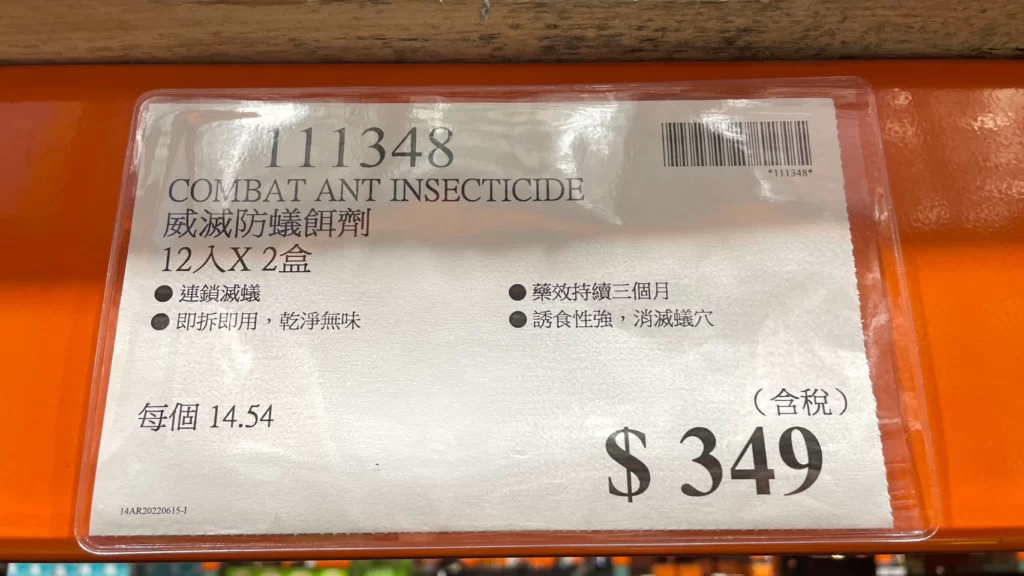 111348
*111348*
COMBAT ANT INSECTICIDE
威滅防蟻餌劑
12入X 2盒
● 連鎖滅蟻
● 藥效持續三個月
● 即拆即用，乾淨無味
● 誘食性強，消滅蟻穴
每個 14.54
（含稅）
$ 349
14AR20220615-1